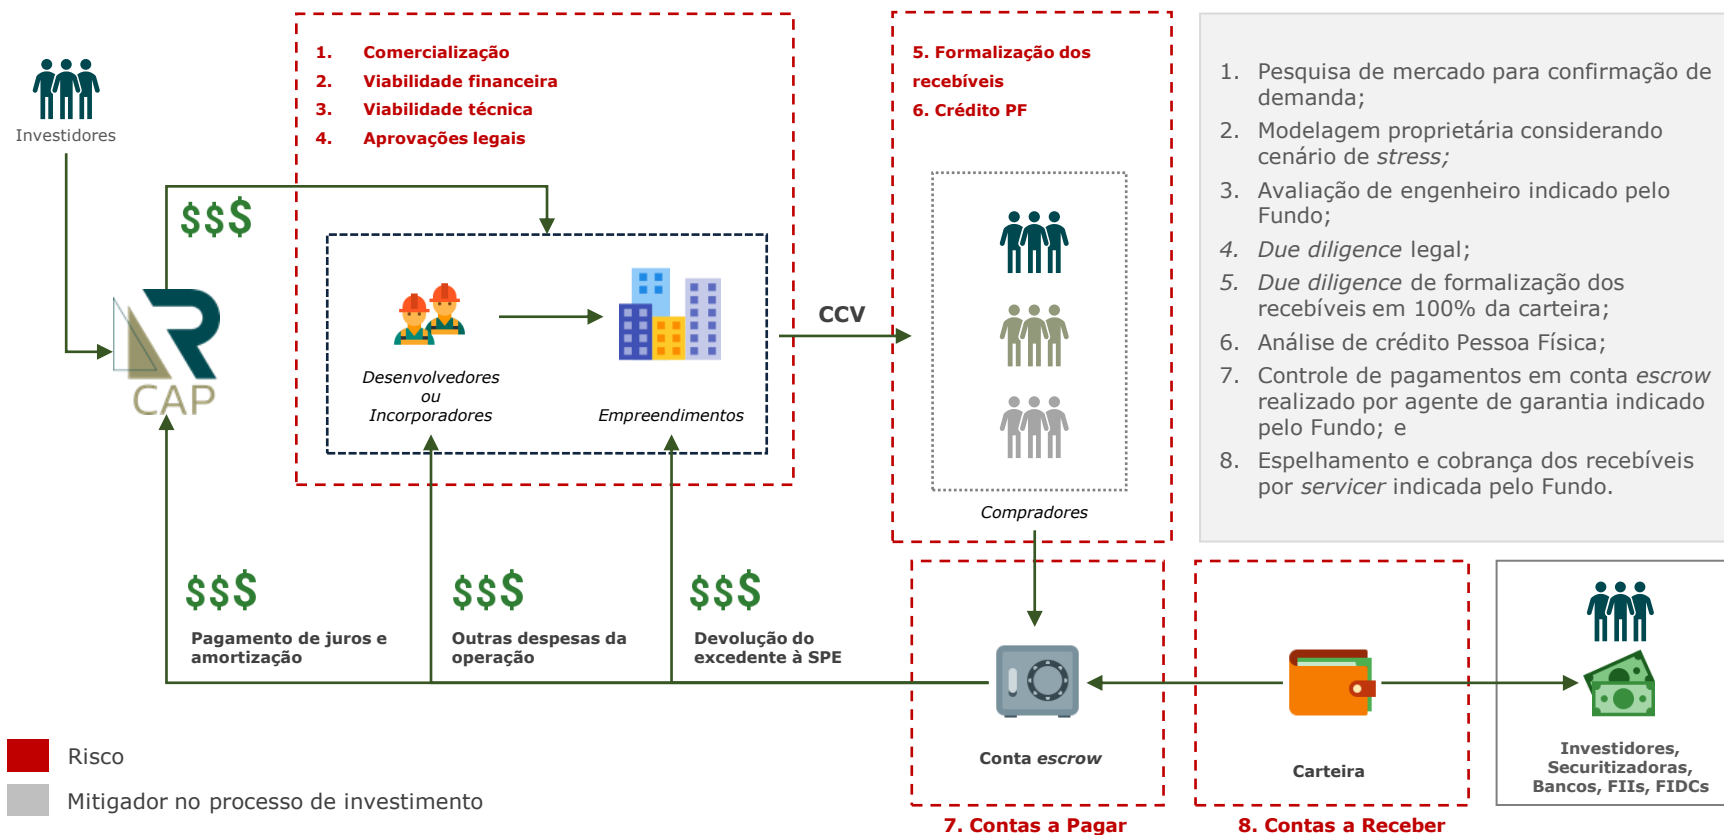 Investidores
1. Comercialização
2. Viabilidade financeira
3. Viabilidade técnica
4. Aprovações legais
5. Formalização dos
recebíveis
6. Crédito PF
1. Pesquisa de mercado para confirmação de
demanda;
2. Modelagem proprietária considerando
cenário de stress;
3. Avaliação de engenheiro indicado pelo
Fundo;
4. Due diligence legal;
5. Due diligence de formalização dos
recebíveis em 100% da carteira;
6. Análise de crédito Pessoa Física;
7. Controle de pagamentos em conta escrow
realizado por agente de garantia indicado
pelo Fundo; e
8. Espelhamento e cobrança dos recebíveis
por servicer indicada pelo Fundo.
$$$
R
CAP
Desenvolvedores
ou
Incorporadores
Empreendimentos
CCV
Compradores
$$$
Pagamento de juros e
amortização
$$$
Outras despesas da
operação
$$$
Devolução do
excedente à SPE
Conta escrow
7. Contas a Pagar
Carteira
8. Contas a Receber
Investidores,
Securitizadoras,
Bancos, FIIs, FIDCs
Risco
Mitigador no processo de investimento